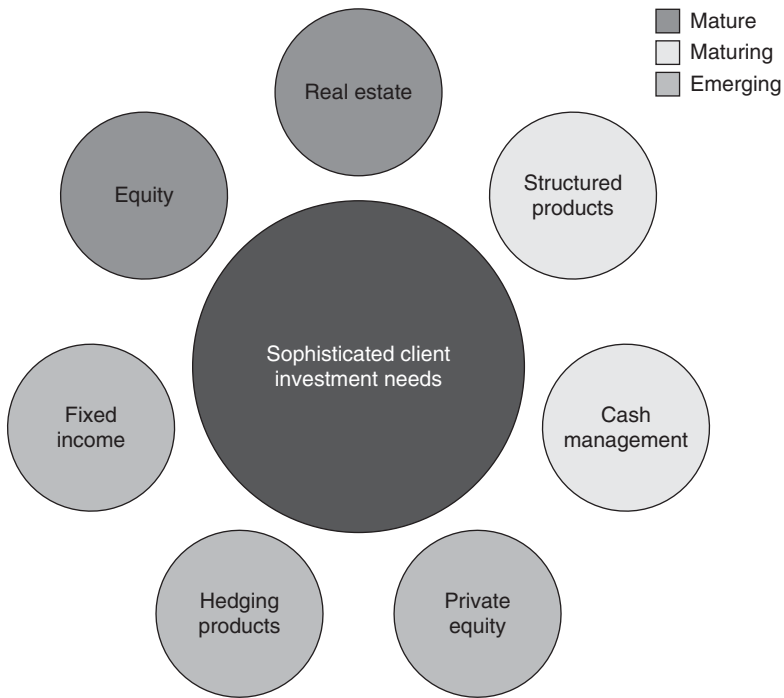 Mature
Maturing
Emerging
Real estate
Equity
Structured
products
Sophisticated client
investment needs
Fixed
income
Cash
management
Hedging
products
Private
equity